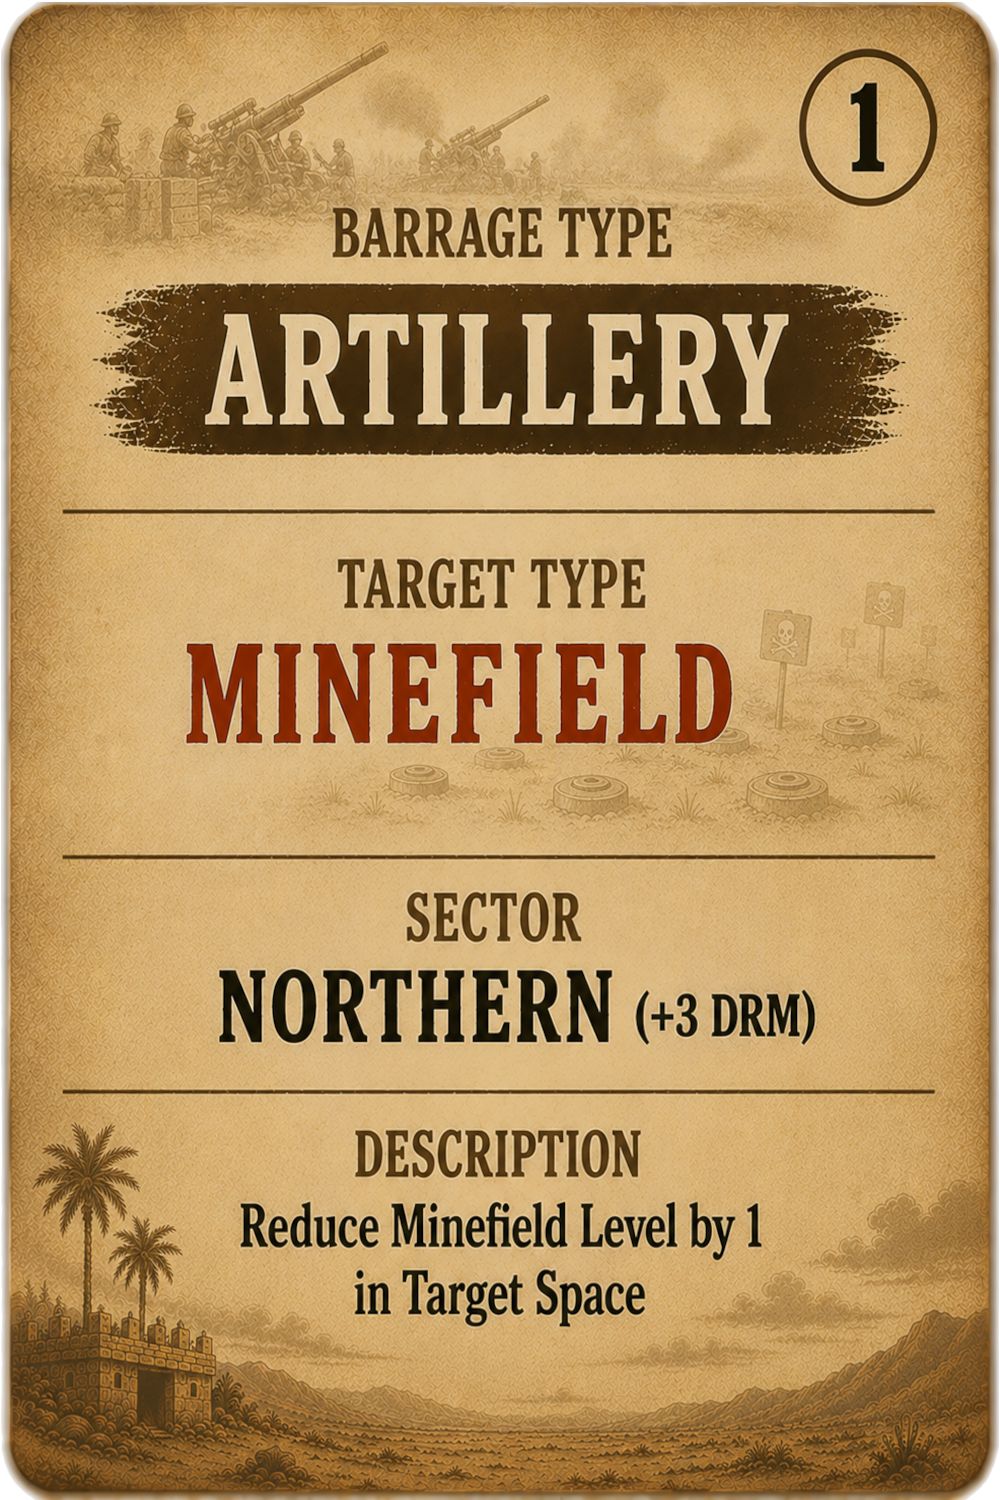 1
BARRAGE TYPE
ARTILLERY
TARGET TYPE
MINEFIELD
SECTOR
NORTHERN (+3 DRM)
DESCRIPTION
Reduce Minefield Level by 1
in Target Space